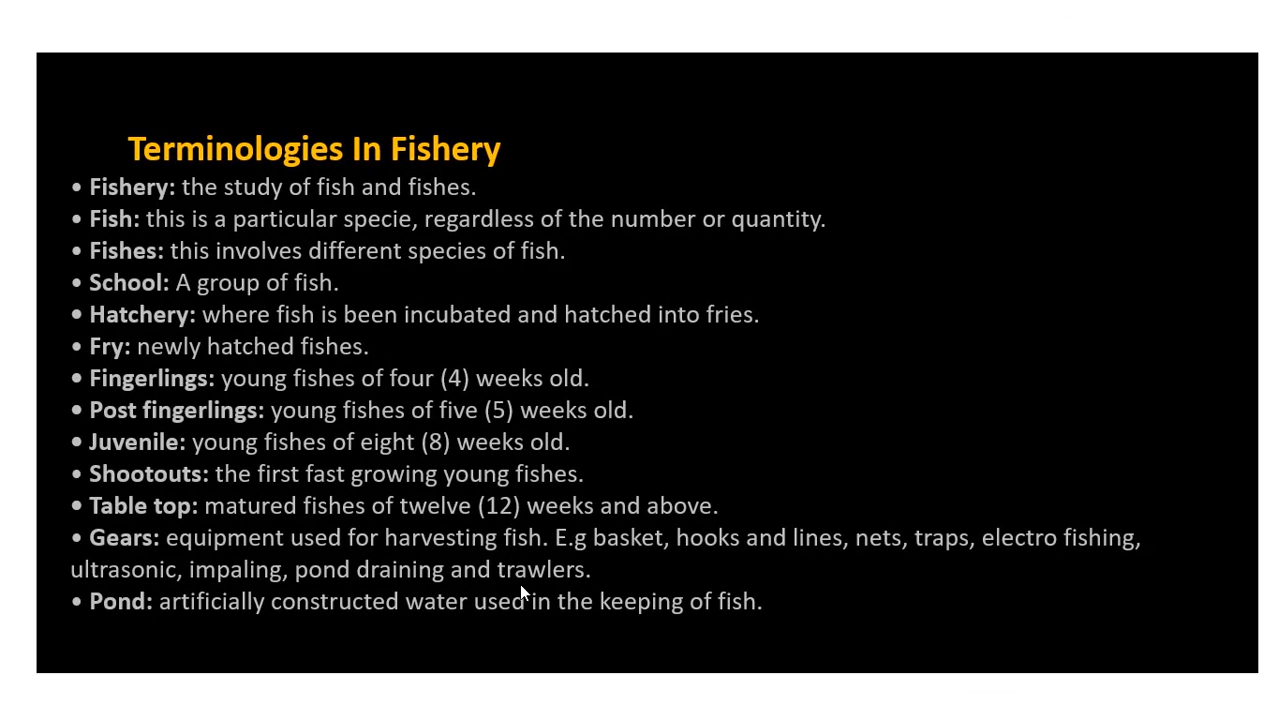 Terminologies In Fishery
• Fishery: the study of fish and fishes.
• Fish: this is a particular specie, regardless of the number or quantity.
• Fishes: this involves different species of fish.
• School: A group of fish.
• Hatchery: where fish is been incubated and hatched into fries.
• Fry: newly hatched fishes.
• Fingerlings: young fishes of four (4) weeks old.
• Post fingerlings: young fishes of five (5) weeks old.
• Juvenile: young fishes of eight (8) weeks old.
• Shootouts: the first fast growing young fishes.
• Table top: matured fishes of twelve (12) weeks and above.
• Gears: equipment used for harvesting fish. E.g basket, hooks and lines, nets, traps, electro fishing,
ultrasonic, impaling, pond draining and trawlers.
• Pond: artificially constructed water used in the keeping of fish.